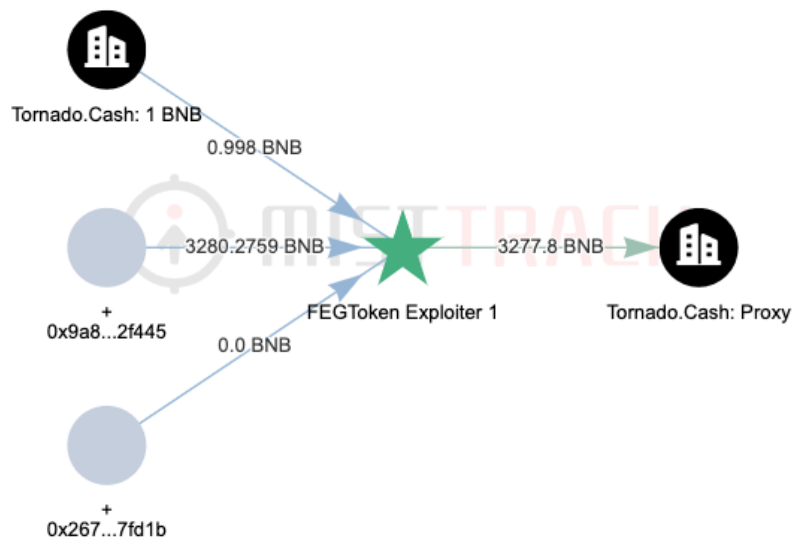 Tornado.Cash: 1 BNB
0.998 BNB
MISTTRACK
3280.2759 BNB
3277.8 BNB
+
0x9a8...2f445
FEGToken Exploiter 1
Tornado.Cash: Proxy
0.0 BNB
+
0x267...7fd1b